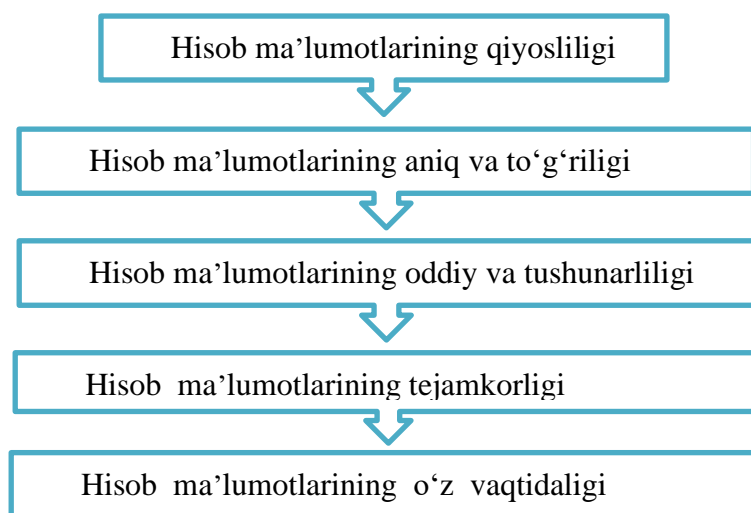 Hisob ma’lumotlarining qiyosliligi
Hisob ma’lumotlarining aniq va to‘g‘riligi
Hisob ma’lumotlarining oddiy va tushunarliligi
Hisob ma’lumotlarining tejamkorligi
Hisob ma’lumotlarining o‘z vaqtidaligi